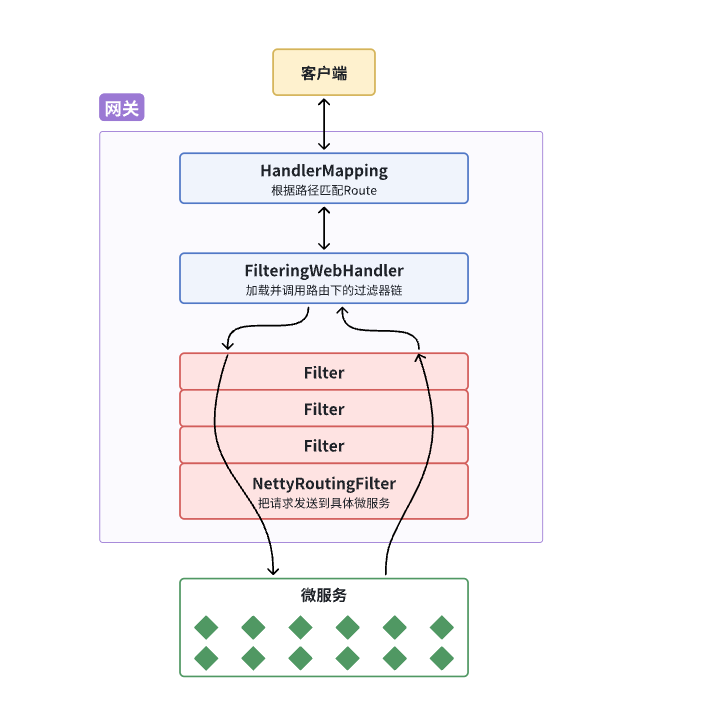 客户端
网关
HandlerMapping
根据路径匹配Route
FilteringWebHandler
加载并调用路由下的过滤器链
Filter
Filter
Filter
NettyRoutingFilter
把请求发送到具体微服务
微服务